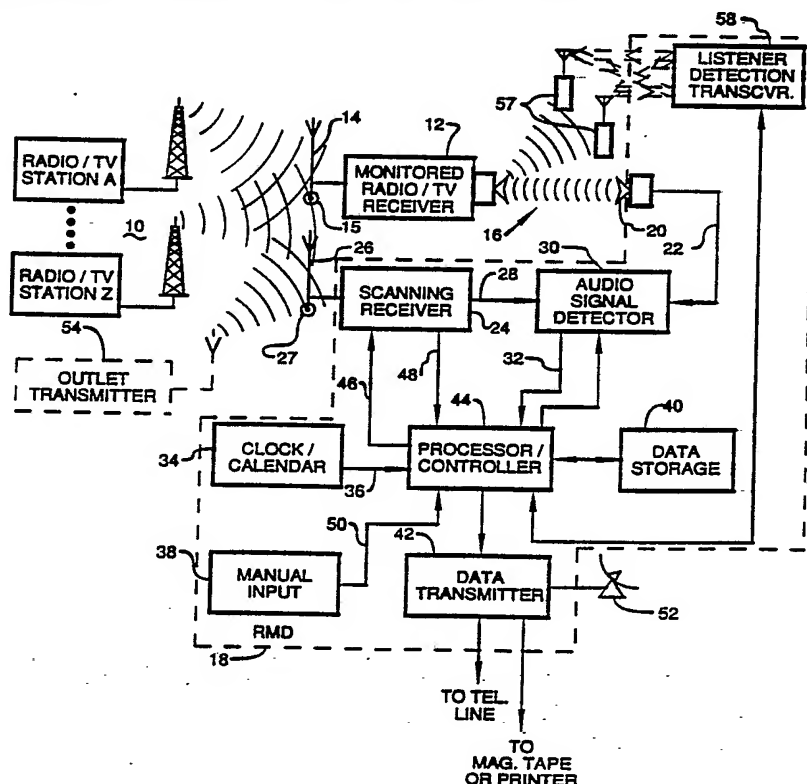 58
LISTENER
DETECTION
TRANSCVR.
57
14
12
RADIO / TV
STATION A
MONITORED
RADIO / TV
RECEIVER
10
15
16
20
22
26
30
RADIO / TV
STATION Z
SCANNING
RECEIVER
28
24
AUDIO
SIGNAL
DETECTOR
54
27
32
OUTLET
TRANSMITTER
46
48
44
40
34
CLOCK /
CALENDAR
36
PROCESSOR /
CONTROLLER
DATA
STORAGE
50
42
38
MANUAL
INPUT
DATA
TRANSMITTER
52
RMD
18
TO TEL.
LINE
TO
MAG. TAPE
OR PRINTER